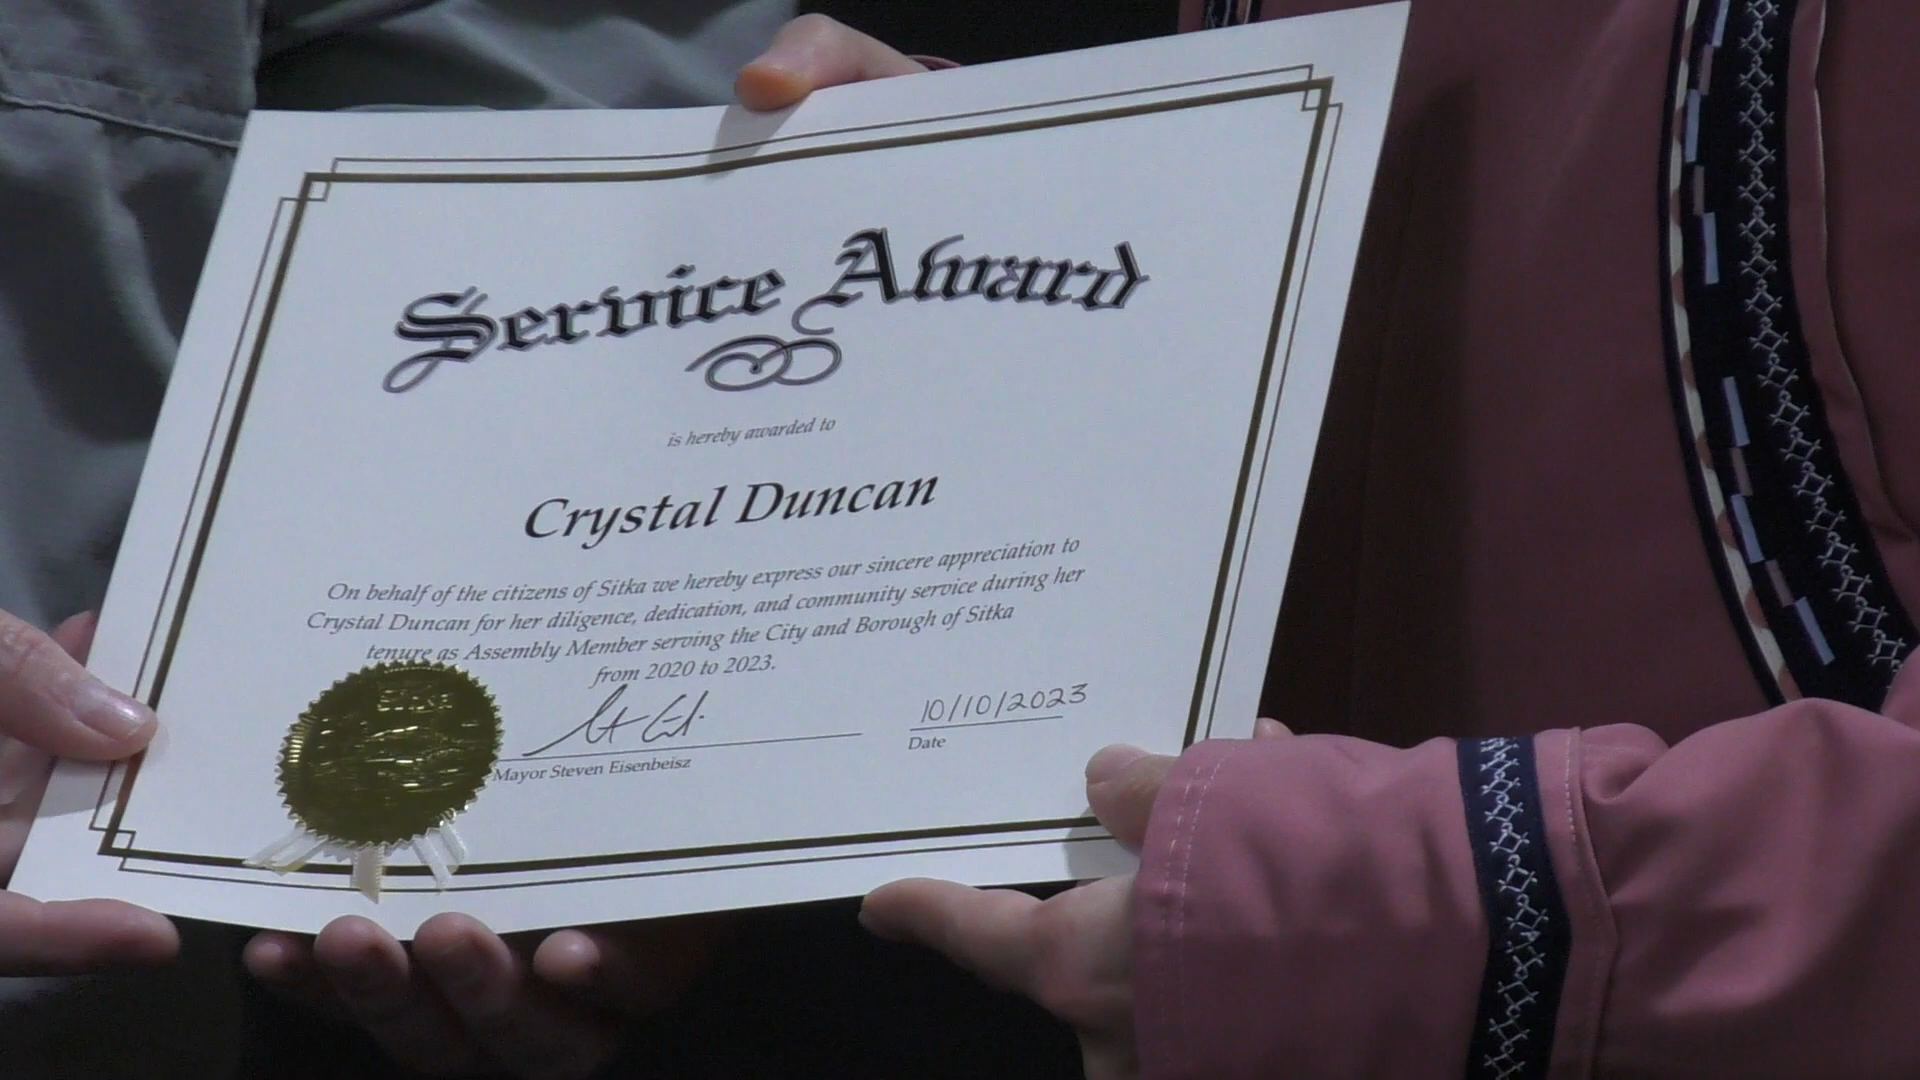 Service Award
is hereby awarded to
Crystal Duncan
On behalf of the citizens of Sitka we hereby express our sincere appreciation to
Crystal Duncan for her diligence, dedication, and community service during her
tenure as Assembly Member serving the City and Borough of Sitka
from 2020 to 2023.
10/10/2023
Mayor Steven Eisenbeisz
Date
SITKA